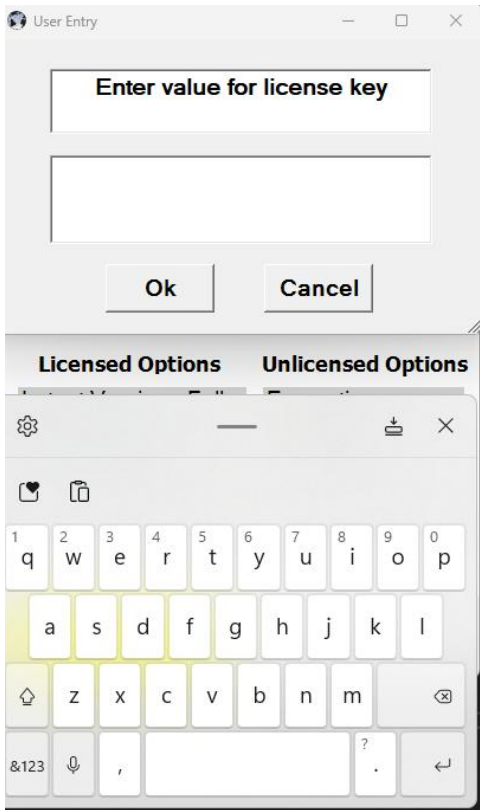 User Entry
Enter value for license key
Ok Cancel
Licensed Options Unlicensed Options
1 2 3 4 5 6 7 8 9 0
q w e r t y u i o p
a s d f g h j k l
z x c v b n m
?
&123 , .